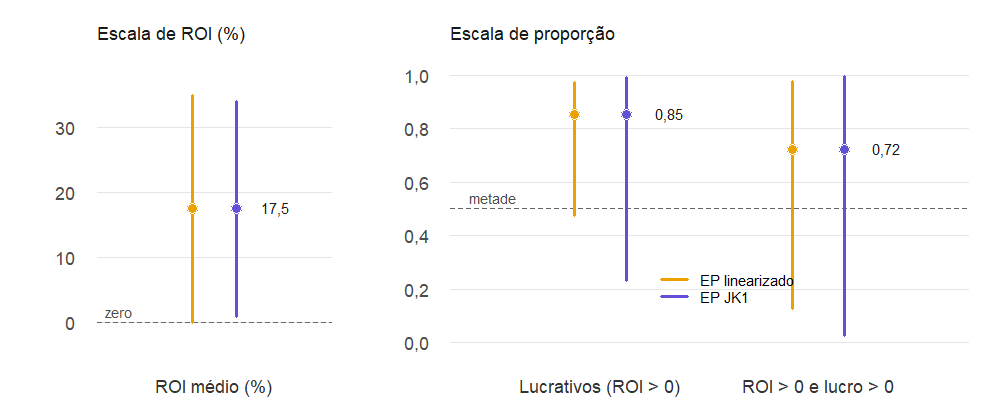 Escala de ROI (%)
30
20
10
0
zero
17,5
ROI médio (%)
Escala de proporção
1,0
0,8
0,6
0,4
0,2
0,0
metade
0,85
0,72
EP linearizado
EP JK1
Lucrativos (ROI > 0)
ROI > 0 e lucro > 0